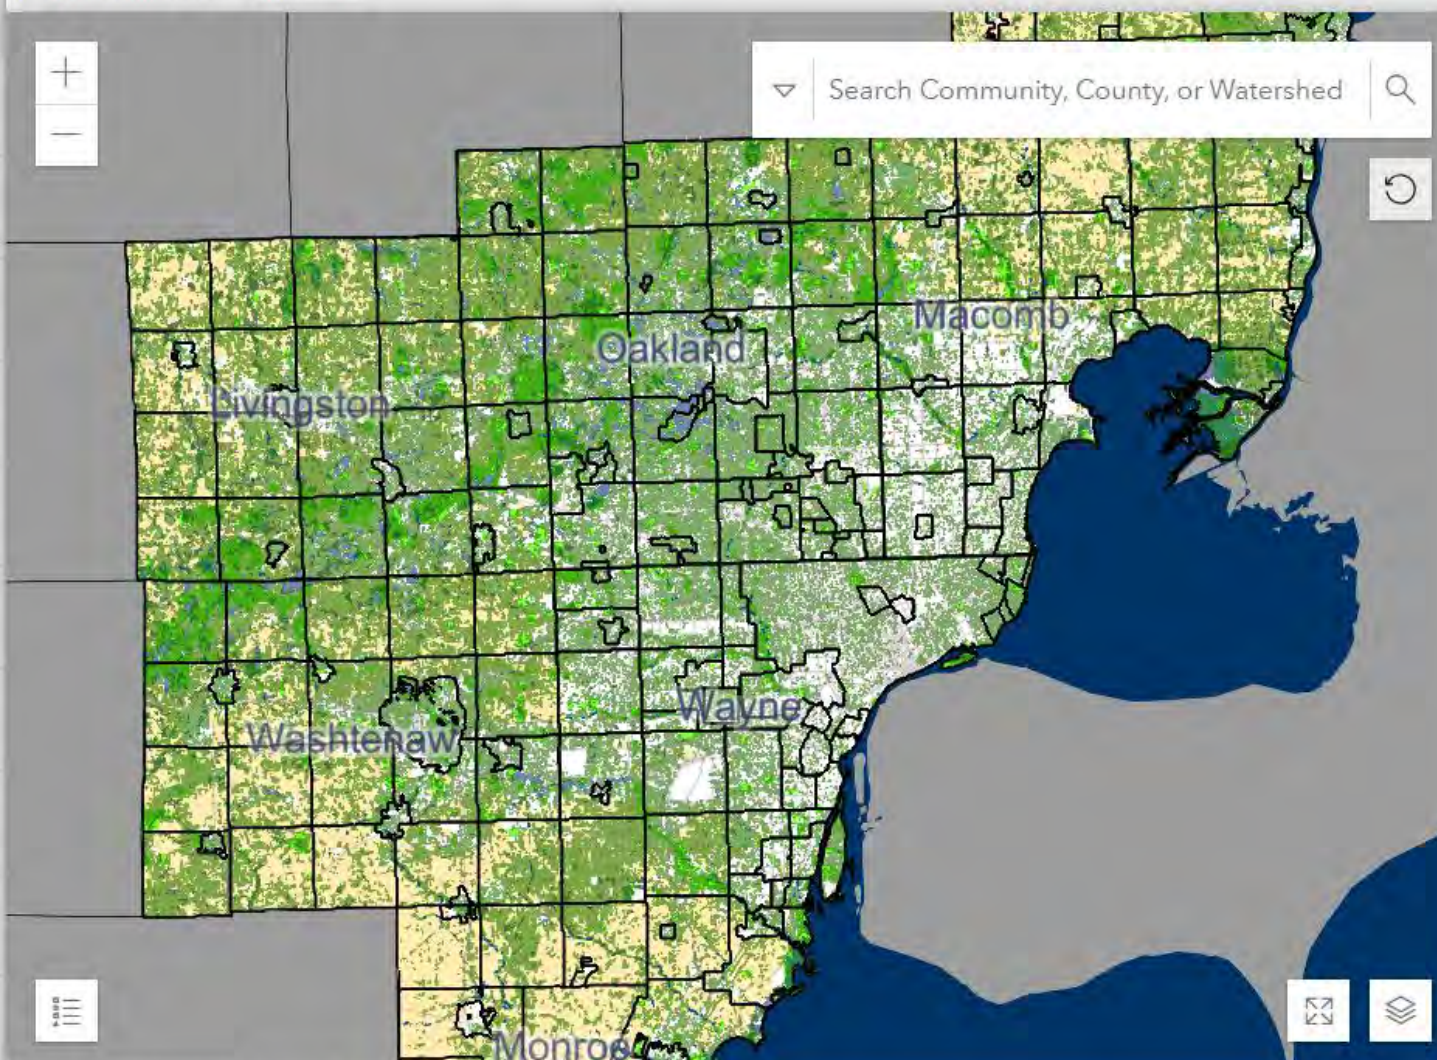 Search Community, County, or Watershed
Macomb
Oakland
Livingston
Wayne
Washtenaw
Monroe